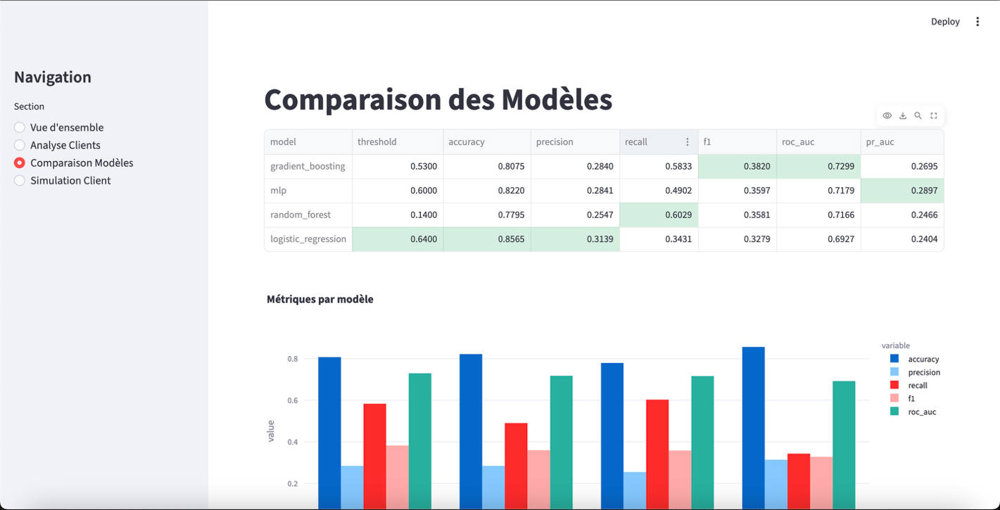 Deploy
Navigation
Section
Vue d'ensemble
Analyse Clients
Comparaison Modèles
Simulation Client
Comparaison des Modèles
model threshold accuracy precision recall f1 roc_auc pr_auc
gradient_boosting 0.5300 0.8075 0.2840 0.5833 0.3820 0.7299 0.2695
mlp 0.6000 0.8220 0.2841 0.4902 0.3597 0.7179 0.2897
random_forest 0.1400 0.7795 0.2547 0.6029 0.3581 0.7166 0.2466
logistic_regression 0.6400 0.8565 0.3139 0.3431 0.3279 0.6927 0.2404
Métriques par modèle
value
0.8
0.6
0.4
0.2
variable
accuracy
precision
recall
f1
roc_auc